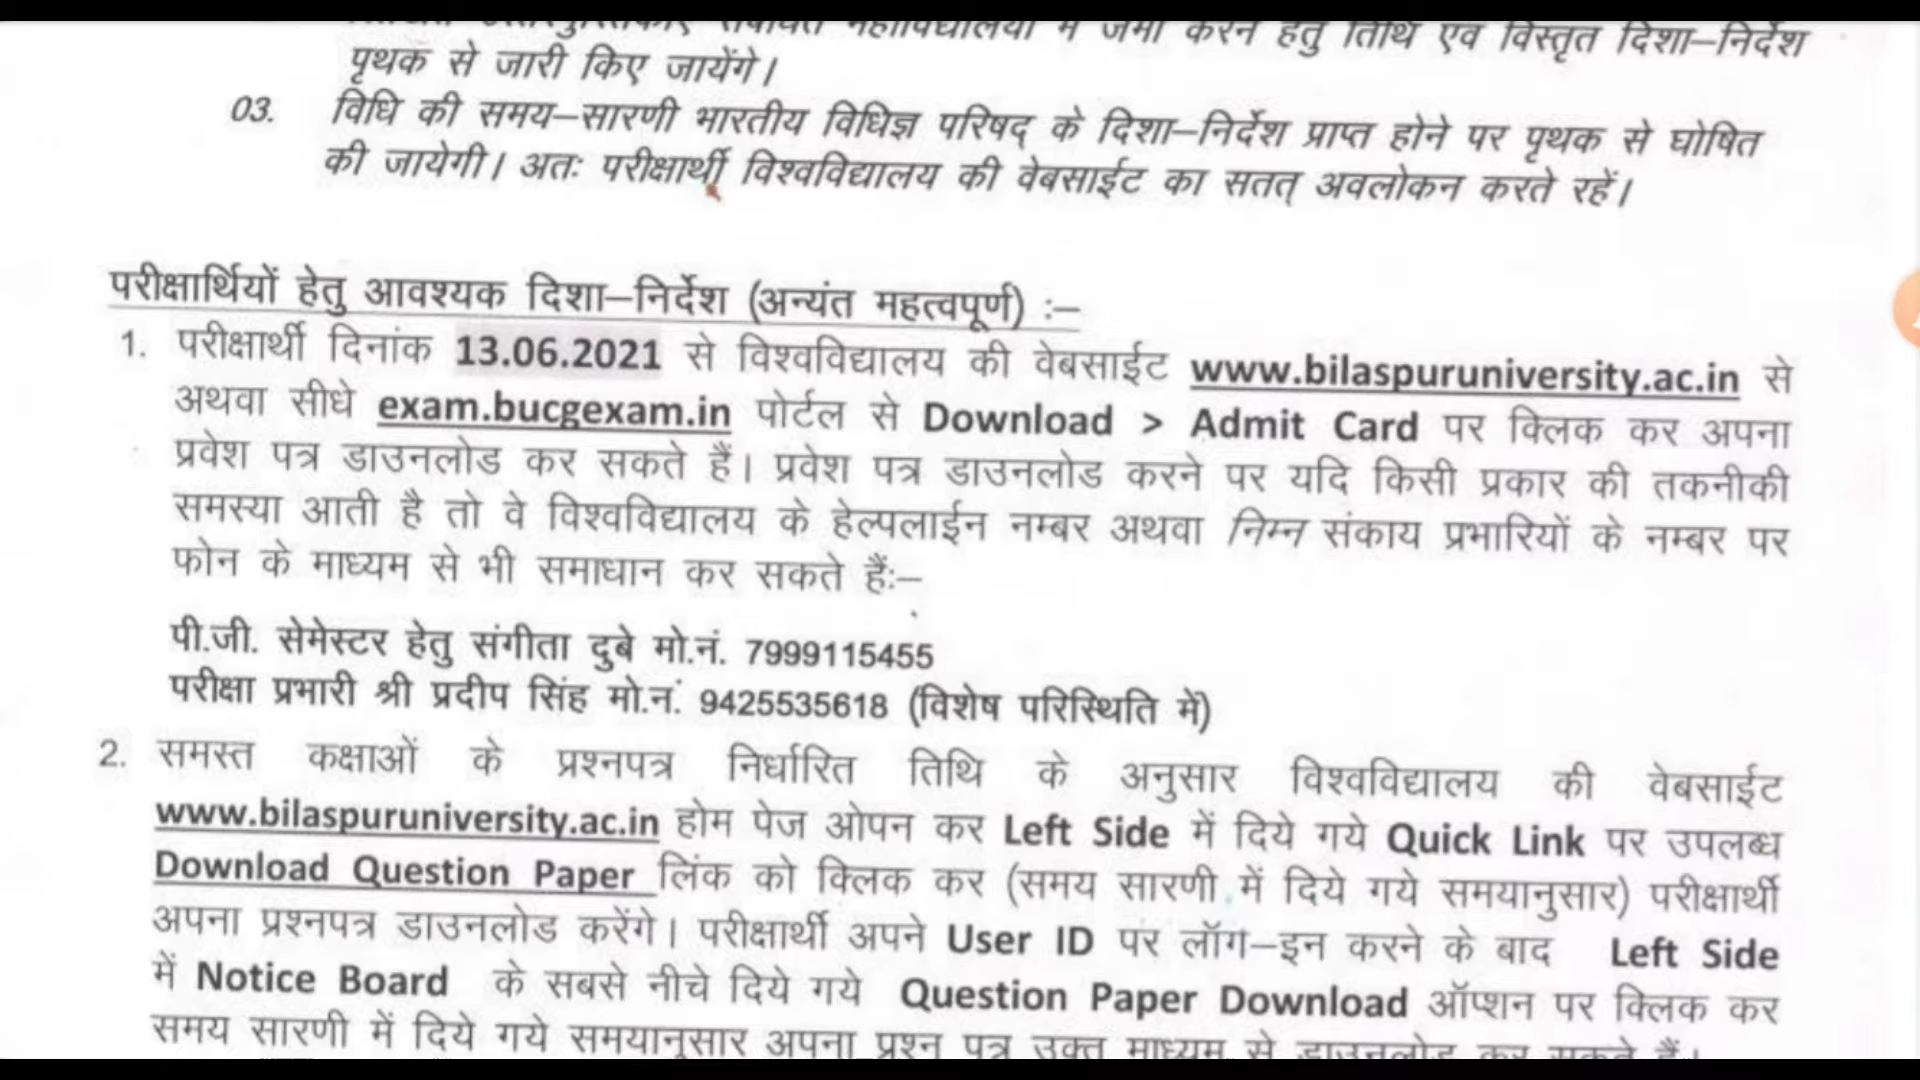 लिखित उत्तरपुस्तिकाएं संबंधित महाविद्यालयों में जमा करने हेतु तिथि एवं विस्तृत दिशा–निर्देश
पृथक से जारी किए जायेंगे।
03. विधि की समय–सारणी भारतीय विधिज्ञ परिषद् के दिशा–निर्देश प्राप्त होने पर पृथक से घोषित
की जायेगी। अतः परीक्षार्थी विश्वविद्यालय की वेबसाईट का सतत् अवलोकन करते रहें।
परीक्षार्थियों हेतु आवश्यक दिशा–निर्देश (अन्यंत महत्वपूर्ण) :–
1. परीक्षार्थी दिनांक 13.06.2021 से विश्वविद्यालय की वेबसाईट www.bilaspuruniversity.ac.in से
अथवा सीधे exam.bucgexam.in पोर्टल से Download > Admit Card पर क्लिक कर अपना
प्रवेश पत्र डाउनलोड कर सकते हैं। प्रवेश पत्र डाउनलोड करने पर यदि किसी प्रकार की तकनीकी
समस्या आती है तो वे विश्वविद्यालय के हेल्पलाईन नम्बर अथवा निम्न संकाय प्रभारियों के नम्बर पर
फोन के माध्यम से भी समाधान कर सकते हैंः–
पी.जी. सेमेस्टर हेतु संगीता दुबे मो.नं. 7999115455
परीक्षा प्रभारी श्री प्रदीप सिंह मो.नं. 9425535618 (विशेष परिस्थिति में)
2. समस्त कक्षाओं के प्रश्नपत्र निर्धारित तिथि के अनुसार विश्वविद्यालय की वेबसाईट
www.bilaspuruniversity.ac.in होम पेज ओपन कर Left Side में दिये गये Quick Link पर उपलब्ध
Download Question Paper लिंक को क्लिक कर (समय सारणी में दिये गये समयानुसार) परीक्षार्थी
अपना प्रश्नपत्र डाउनलोड करेंगे। परीक्षार्थी अपने User ID पर लॉग–इन करने के बाद Left Side
में Notice Board के सबसे नीचे दिये गये Question Paper Download ऑप्शन पर क्लिक कर
समय सारणी में दिये गये समयानुसार अपना प्रश्न पत्र उक्त माध्यम से डाउनलोड कर सकते हैं।